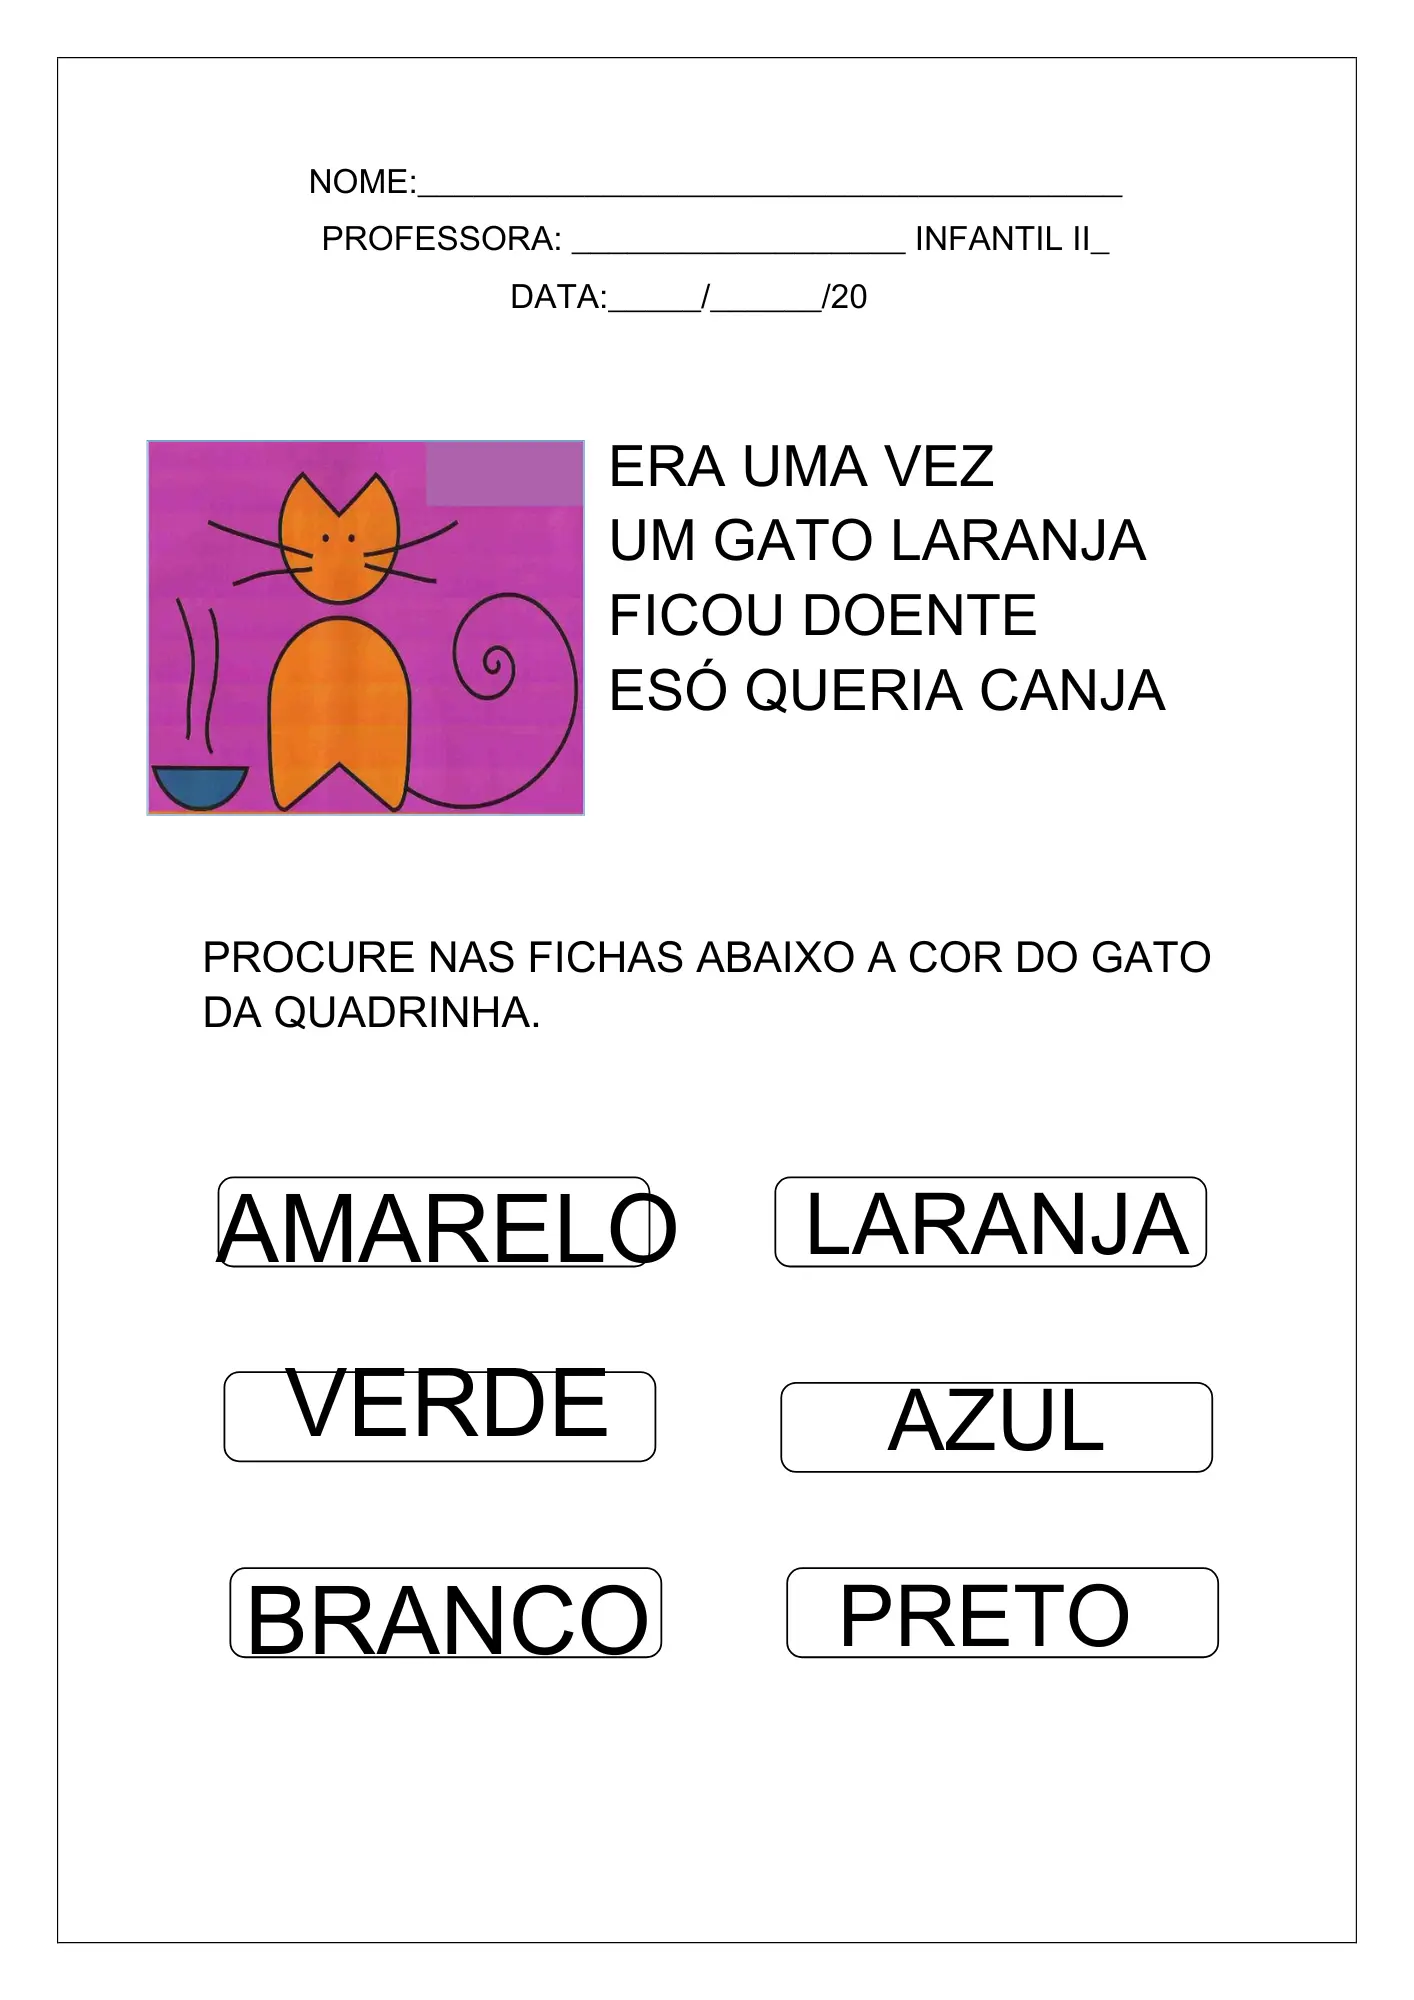 NOME:______________________________________
PROFESSORA: __________________ INFANTIL II_
DATA:_____/______/20
ERA UMA VEZ
UM GATO LARANJA
FICOU DOENTE
ESÓ QUERIA CANJA
PROCURE NAS FICHAS ABAIXO A COR DO GATO
DA QUADRINHA.
AMARELO
LARANJA
VERDE
AZUL
BRANCO
PRETO